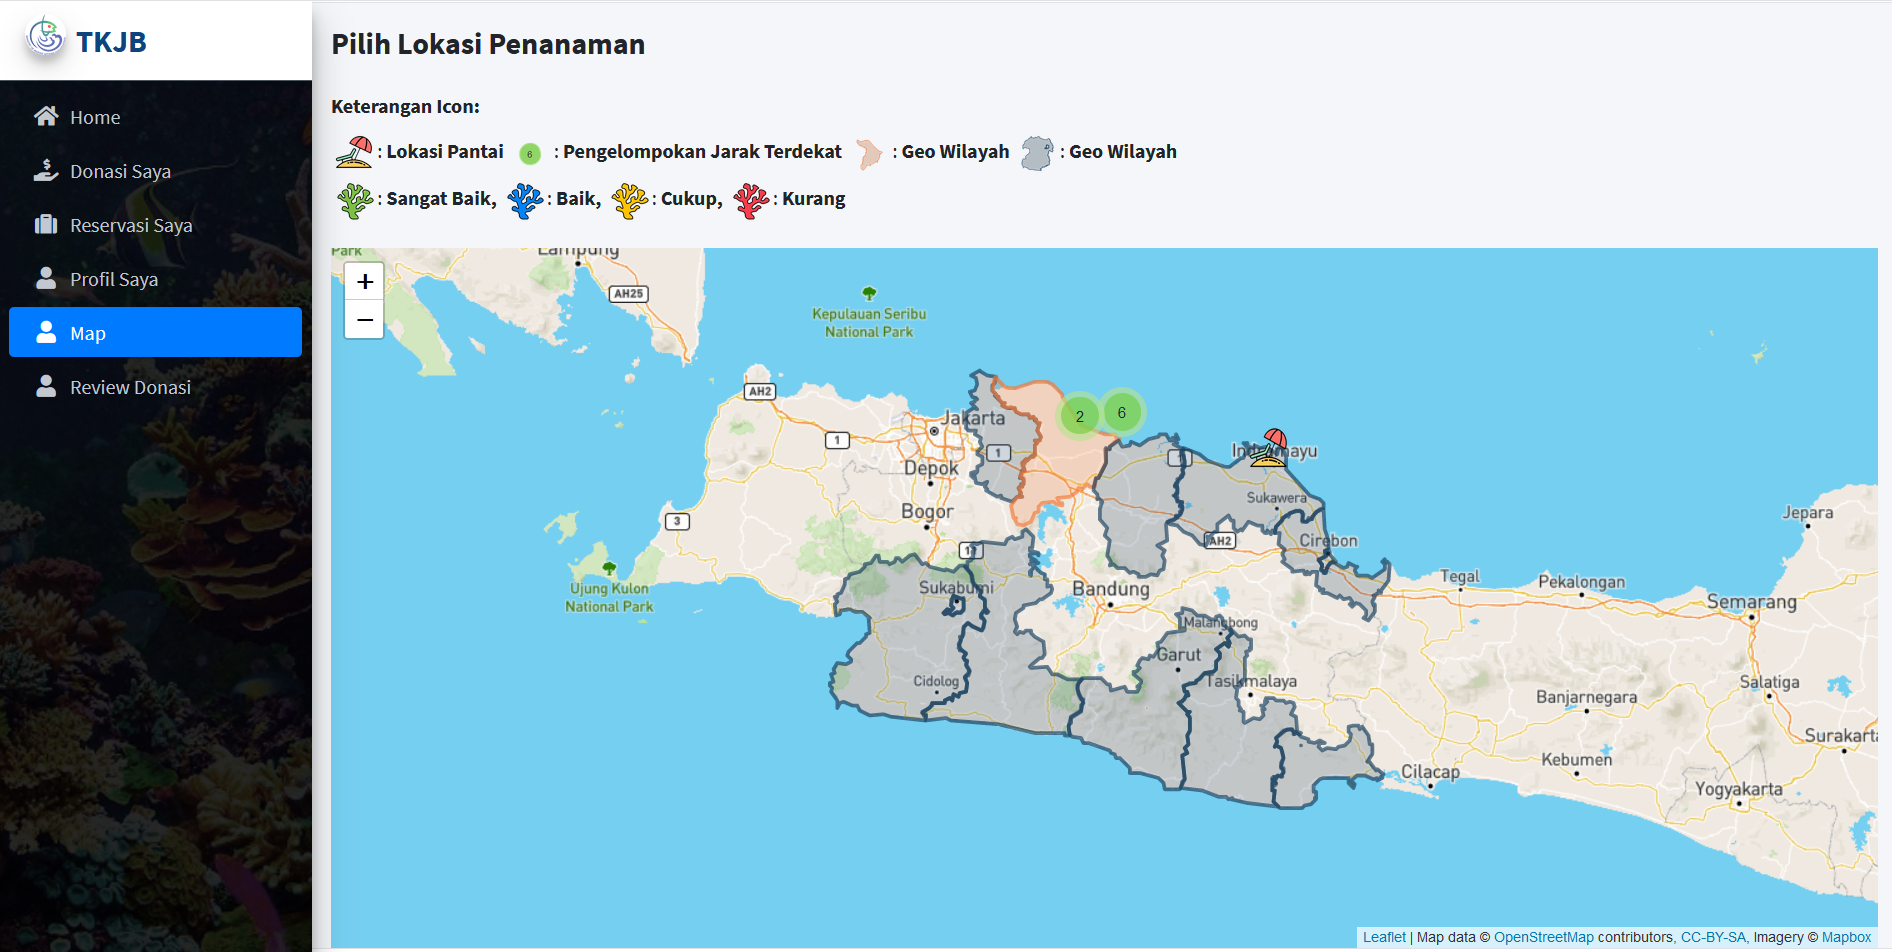 TKJB
Home
Donasi Saya
Reservasi Saya
Profil Saya
Map
Review Donasi
Pilih Lokasi Penanaman
Keterangan Icon:
: Lokasi Pantai 6 : Pengelompokan Jarak Terdekat : Geo Wilayah : Geo Wilayah
: Sangat Baik, : Baik, : Cukup, : Kurang
+
−
Park
Lampung
AH25
Kepulauan Seribu
National Park
AH2
Jakarta
2
6
1
1
Depok
Indramayu
Sukawera
Bogor
3
Jepara
AH2
Cirebon
Ujung Kulon
National Park
Sukabumi
Bandung
Tegal
Pekalongan
Semarang
Malangbong
Garut
Cidolog
Tasikmalaya
Salatiga
Banjarnegara
Surakarta
Kebumen
Cilacap
Yogyakarta
Leaflet | Map data © OpenStreetMap contributors, CC-BY-SA, Imagery © Mapbox